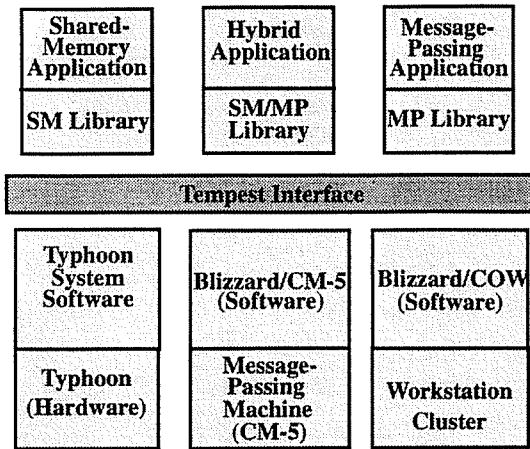 Shared-
Memory
Application
SM Library
Hybrid
Application
SM/MP
Library
Message-
Passing
Application
MP Library
Tempest Interface
Typhoon
System
Software
Typhoon
(Hardware)
Blizzard/CM-5
(Software)
Message-
Passing
Machine
(CM-5)
Blizzard/COW
(Software)
Workstation
Cluster